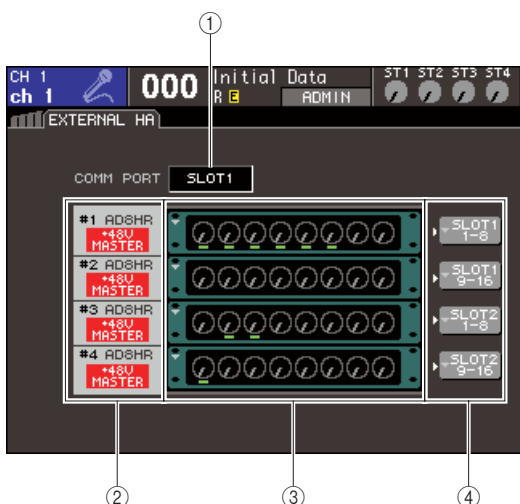 ①
CH 1
ch 1
000
Initial Data
R E
ADMIN
ST1 ST2 ST3 ST4
EXTERNAL HA
COMM PORT SLOT1
#1 AD8HR
+48V
MASTER
SLOT1
1-8
#2 AD8HR
+48V
MASTER
SLOT1
9-16
#3 AD8HR
+48V
MASTER
SLOT2
1-8
#4 AD8HR
+48V
MASTER
SLOT2
9-16
② ③ ④